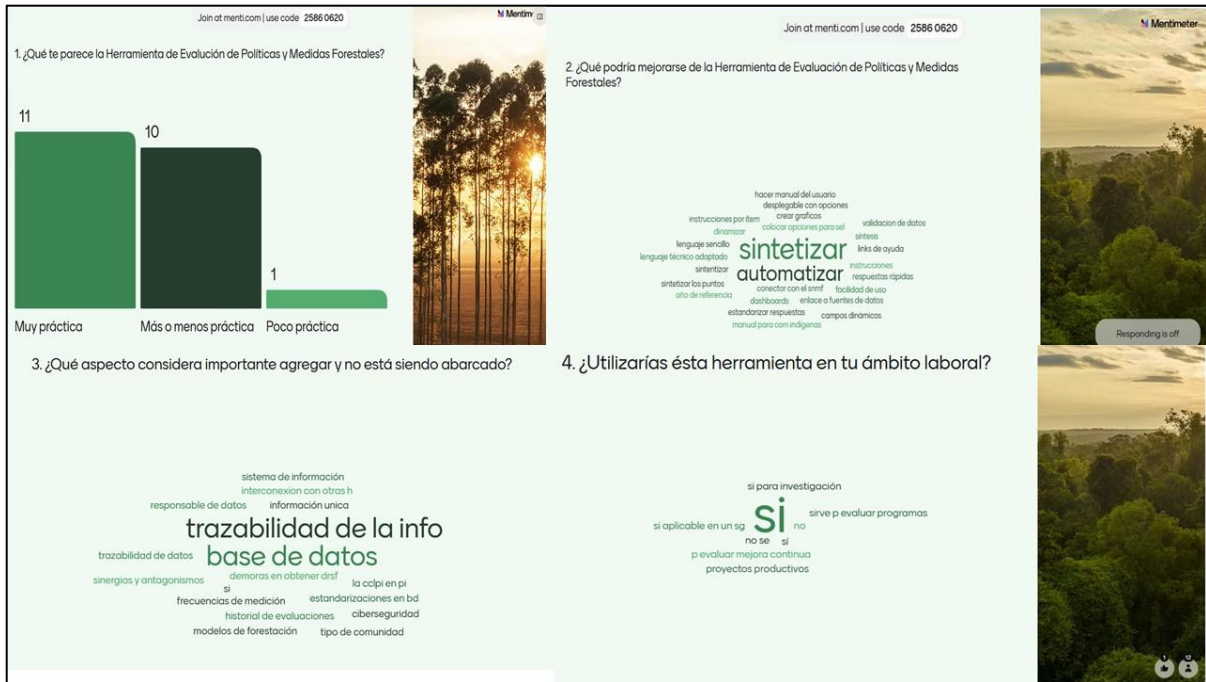 Join at menti.com | use code 2586 0620
1. ¿Qué te parece la Herramienta de Evalución de Políticas y Medidas Forestales?
11
10
1
Muy práctica
Más o menos práctica
Poco práctica
Join at menti.com | use code 2586 0620
Mentimeter
2. ¿Qué podría mejorarse de la Herramienta de Evaluación de Políticas y Medidas
Forestales?
hacer manual del usuario
desplegable con opciones
instrucciones por ítem
crear graficos
validacion de datos
dinamizar
colocar opciones para sel
sintesis
lenguaje sencillo
sintetizar
links de ayuda
lenguaje técnico adaptado
instrucciones
sintentizar
automatizar
respuestas rápidas
sintetizar los puntos
conector con el snmf
facilidad de uso
año de referencia
dashboards
enlace a fuentes de datos
estandarizar respuestas
campos dinámicos
manual para com indigenas
Responding is off
3. ¿Qué aspecto considera importante agregar y no está siendo abarcado?
sistema de información
interconexion con otras h
responsable de datos
información unica
trazabilidad de la info
trazabilidad de datos
base de datos
sinergias y antagonismos
demoras en obtener drsf
la cclpi en pi
si
frecuencias de medición
estandarizaciones en bd
historial de evaluaciones
ciberseguridad
modelos de forestación
tipo de comunidad
4. ¿Utilizarías ésta herramienta en tu ámbito laboral?
si para investigación
si
sirve p evaluar programas
si aplicable en un sg
no
no se
sí
p evaluar mejora continua
proyectos productivos